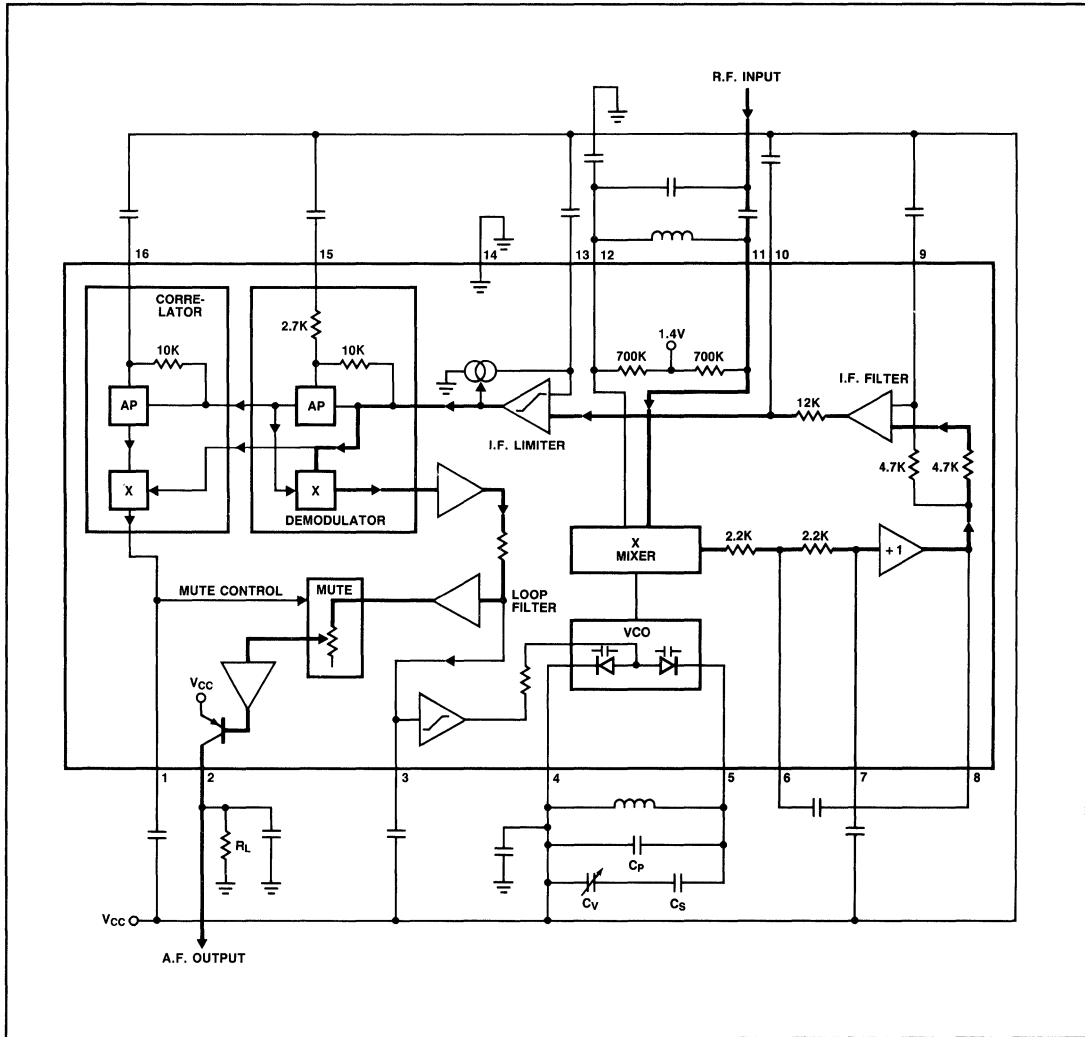 R.F. INPUT
16
15
14
13
12
11
10
9
CORRE-
LATOR
2.7K
10K
10K
1.4V
700K
700K
I.F. FILTER
AP
AP
12K
I.F. LIMITER
4.7K
4.7K
X
X
DEMODULATOR
X
MIXER
2.2K
2.2K
+1
MUTE CONTROL
MUTE
LOOP
FILTER
VCO
VCC
1
2
3
4
5
6
7
8
RL
CP
CV
CS
VCC
A.F. OUTPUT